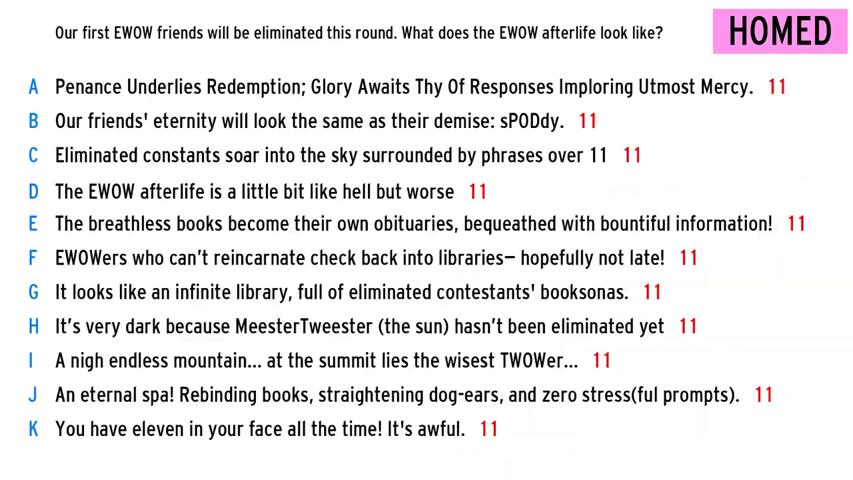 Our first EWOW friends will be eliminated this round. What does the EWOW afterlife look like?
HOMED
A Penance Underlies Redemption; Glory Awaits Thy Of Responses Imploring Utmost Mercy. 11
B Our friends' eternity will look the same as their demise: sPODdy. 11
C Eliminated constants soar into the sky surrounded by phrases over 11 11
D The EWOW afterlife is a little bit like hell but worse 11
E The breathless books become their own obituaries, bequeathed with bountiful information! 11
F EWOWers who can't reincarnate check back into libraries– hopefully not late! 11
G It looks like an infinite library, full of eliminated contestants' booksonas. 11
H It's very dark because MeesterTweester (the sun) hasn't been eliminated yet 11
I A nigh endless mountain... at the summit lies the wisest TWOWer... 11
J An eternal spa! Rebinding books, straightening dog-ears, and zero stress(ful prompts). 11
K You have eleven in your face all the time! It's awful. 11